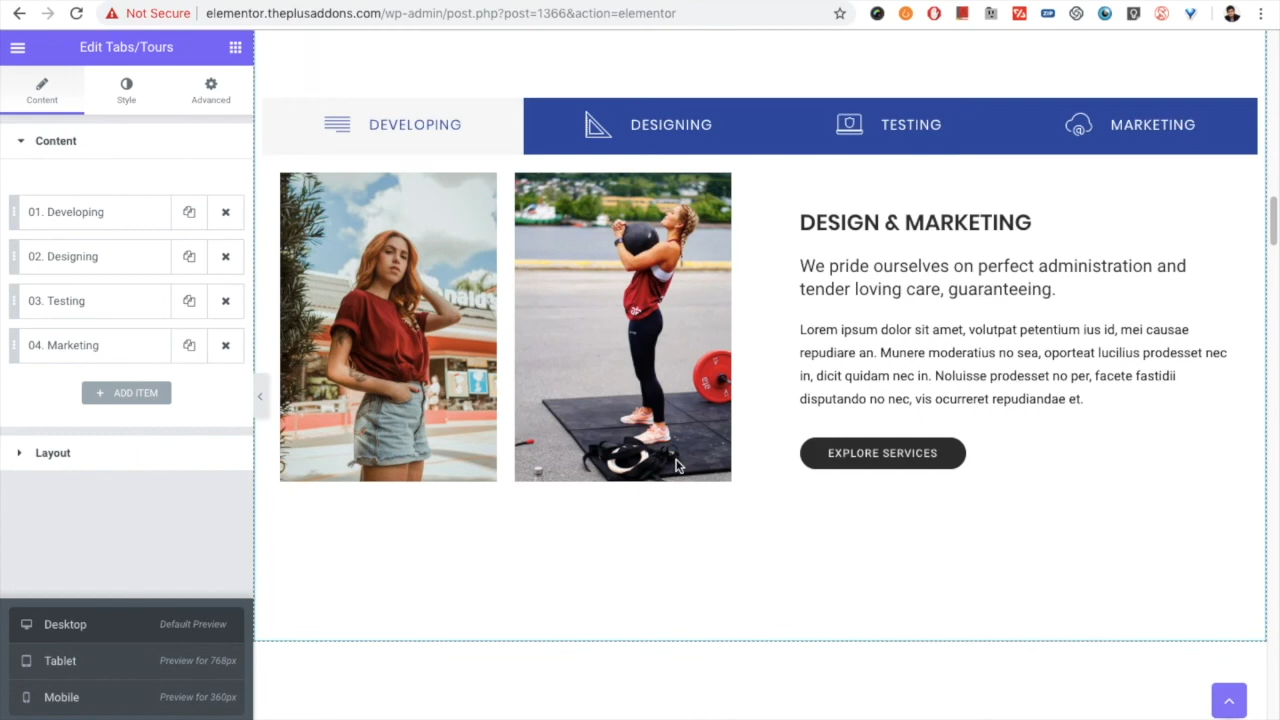 Not Secure
elementor.theplusaddons.com/wp-admin/post.php?post=1366&action=elementor
Edit Tabs/Tours
Content
Style
Advanced
Content
01. Developing
02. Designing
03. Testing
04. Marketing
ADD ITEM
Layout
Desktop Default Preview
Tablet Preview for 768px
Mobile Preview for 360px
DEVELOPING
DESIGNING
TESTING
MARKETING
DESIGN & MARKETING
We pride ourselves on perfect administration and
tender loving care, guaranteeing.
Lorem ipsum dolor sit amet, volutpat petentium ius id, mei causae
repudiare an. Munere moderatius no sea, oporteat lucilius prodesset nec
in, dicit quidam nec in. Noluisse prodesset no per, facete fastidii
disputando no nec, vis ocurreret repudiandae et.
EXPLORE SERVICES